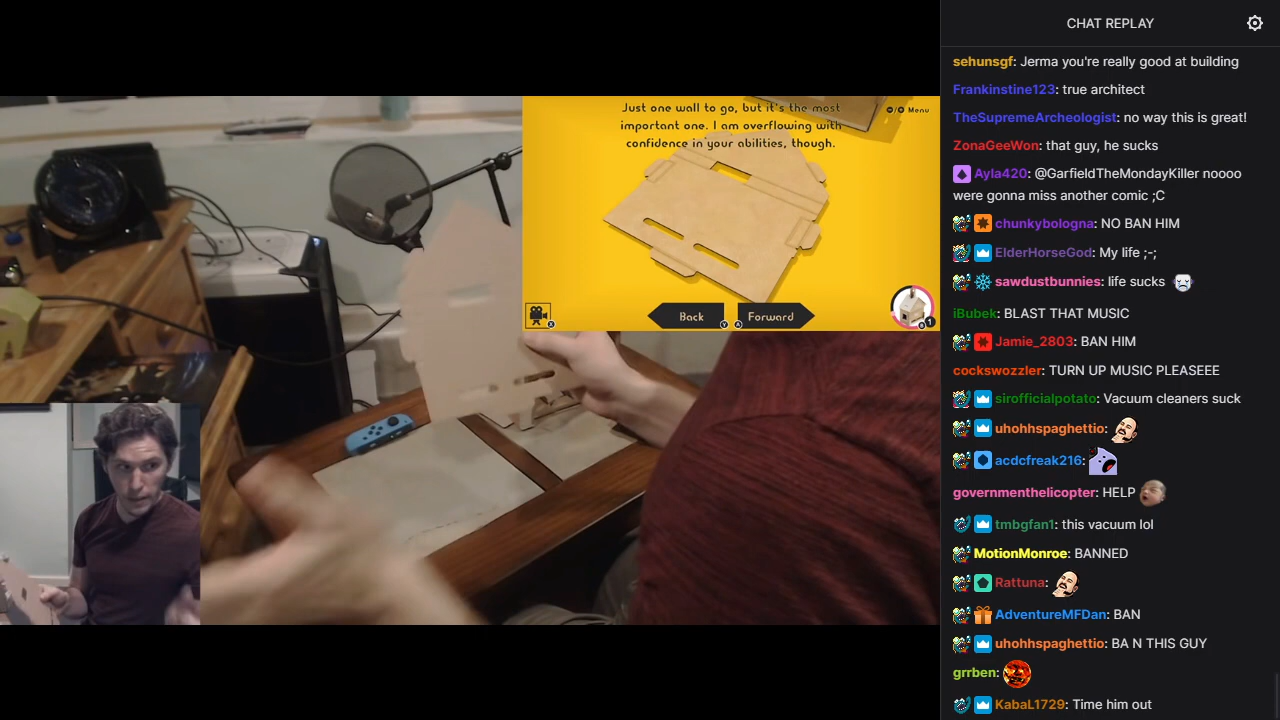 CHAT REPLAY
Just one wall to go, but it's the most
important one. I am overflowing with
confidence in your abilities, though.
Menu
Back
Forward
sehunsgf: Jerma you're really good at building
Frankinstine123: true architect
TheSupremeArcheologist: no way this is great!
ZonaGeeWon: that guy, he sucks
Ayla420: @GarfieldTheMondayKiller noooo
were gonna miss another comic ;C
chunkybologna: NO BAN HIM
ElderHorseGod: My life ;-;
sawdustbunnies: life sucks
iBubek: BLAST THAT MUSIC
Jamie_2803: BAN HIM
cockswozzler: TURN UP MUSIC PLEASEEE
sirofficialpotato: Vacuum cleaners suck
uhohhspaghettio:
acdcfreak216:
governmenthelicopter: HELP
tmbgfan1: this vacuum lol
MotionMonroe: BANNED
Rattuna:
AdventureMFDan: BAN
uhohhspaghettio: BA N THIS GUY
grrben:
KabaL1729: Time him out